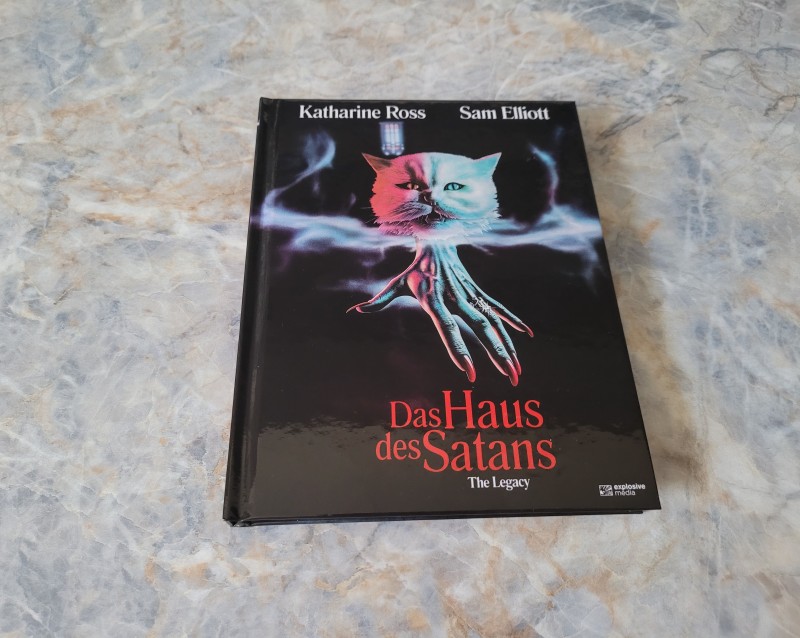 Katharine Ross Sam Elliott
Das Haus
des Satans
The Legacy
explosive
media